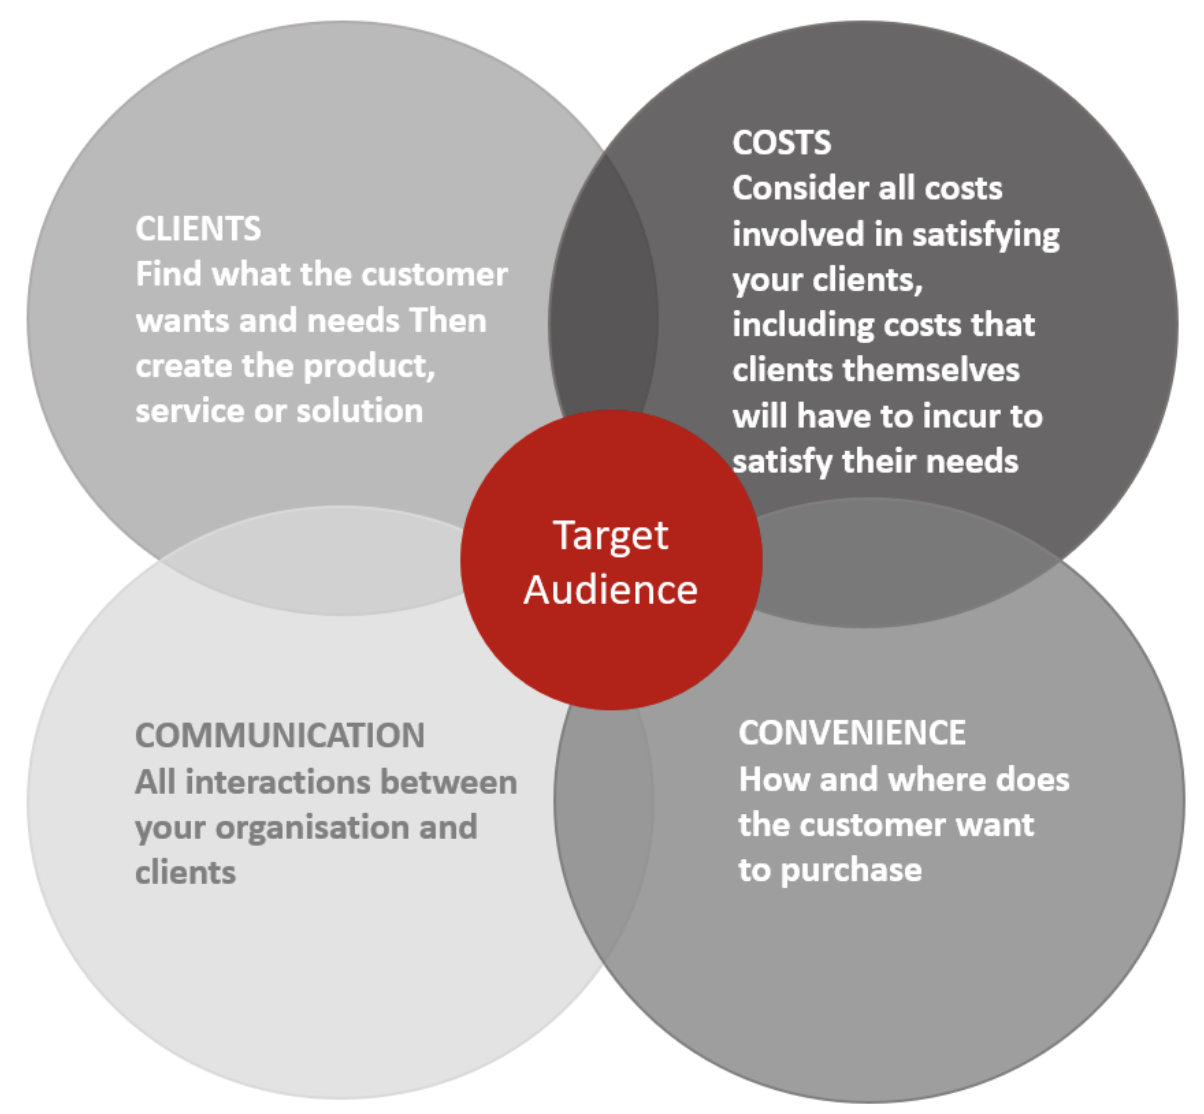 CLIENTS
Find what the customer
wants and needs Then
create the product,
service or solution
COSTS
Consider all costs
involved in satisfying
your clients,
including costs that
clients themselves
will have to incur to
satisfy their needs
Target
Audience
COMMUNICATION
All interactions between
your organisation and
clients
CONVENIENCE
How and where does
the customer want
to purchase